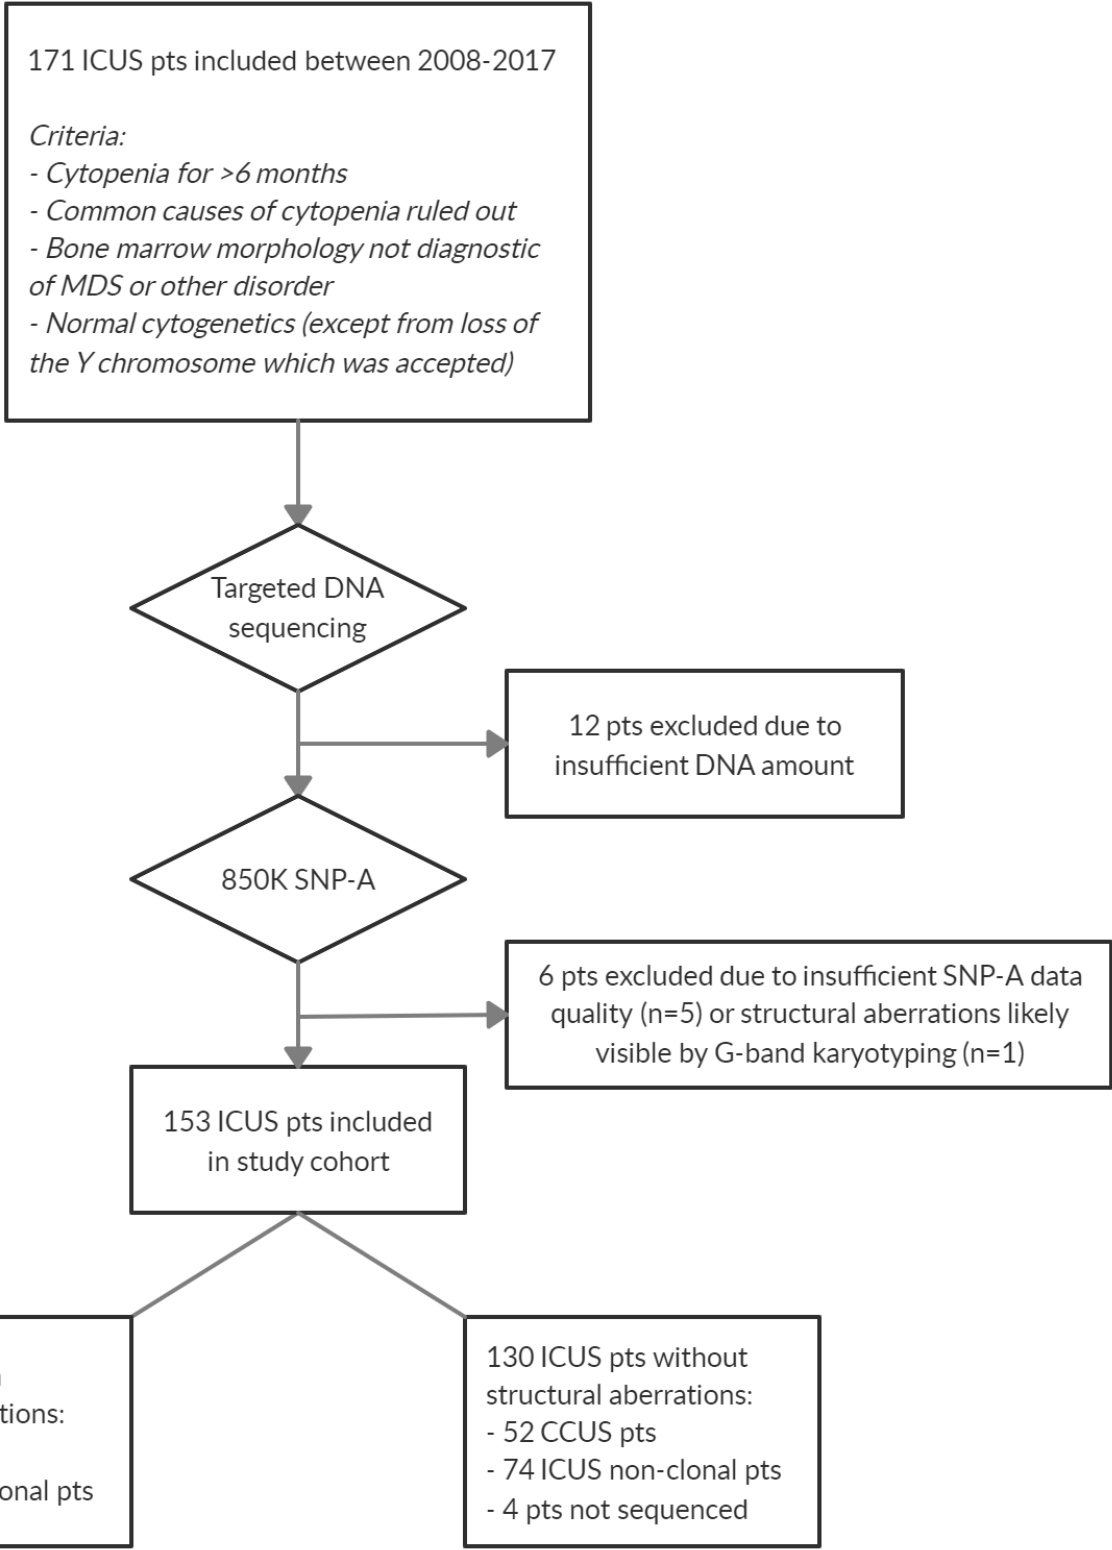 171 ICUS pts included between 2008-2017
Criteria:
- Cytopenia for >6 months
- Common causes of cytopenia ruled out
- Bone marrow morphology not diagnostic
of MDS or other disorder
- Normal cytogenetics (except from loss of
the Y chromosome which was accepted)
Targeted DNA
sequencing
12 pts excluded due to
insufficient DNA amount
850K SNP-A
6 pts excluded due to insufficient SNP-A data
quality (n=5) or structural aberrations likely
visible by G-band karyotyping (n=1)
153 ICUS pts included
in study cohort
tions:
onal pts
130 ICUS pts without
structural aberrations:
- 52 CCUS pts
- 74 ICUS non-clonal pts
- 4 pts not sequenced